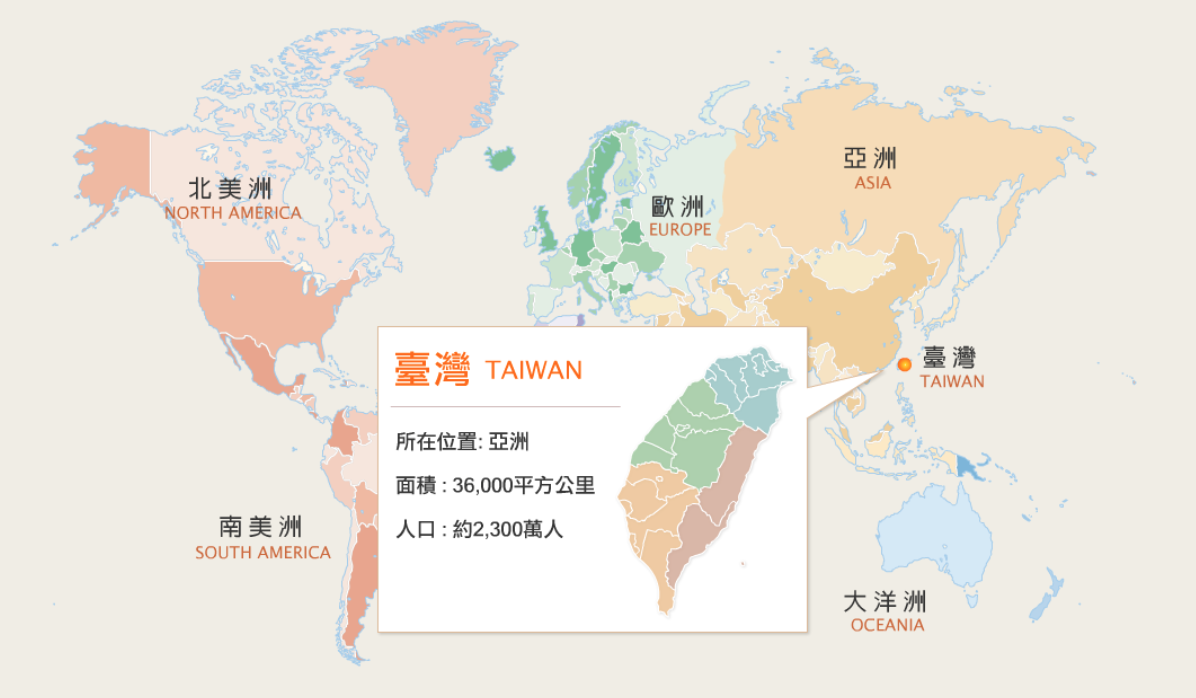 北美洲
NORTH AMERICA
歐洲
EUROPE
亞洲
ASIA
臺灣
TAIWAN
臺灣 TAIWAN
所在位置: 亞洲
面積 : 36,000平方公里
人口 : 約2,300萬人
南美洲
SOUTH AMERICA
大洋洲
OCEANIA